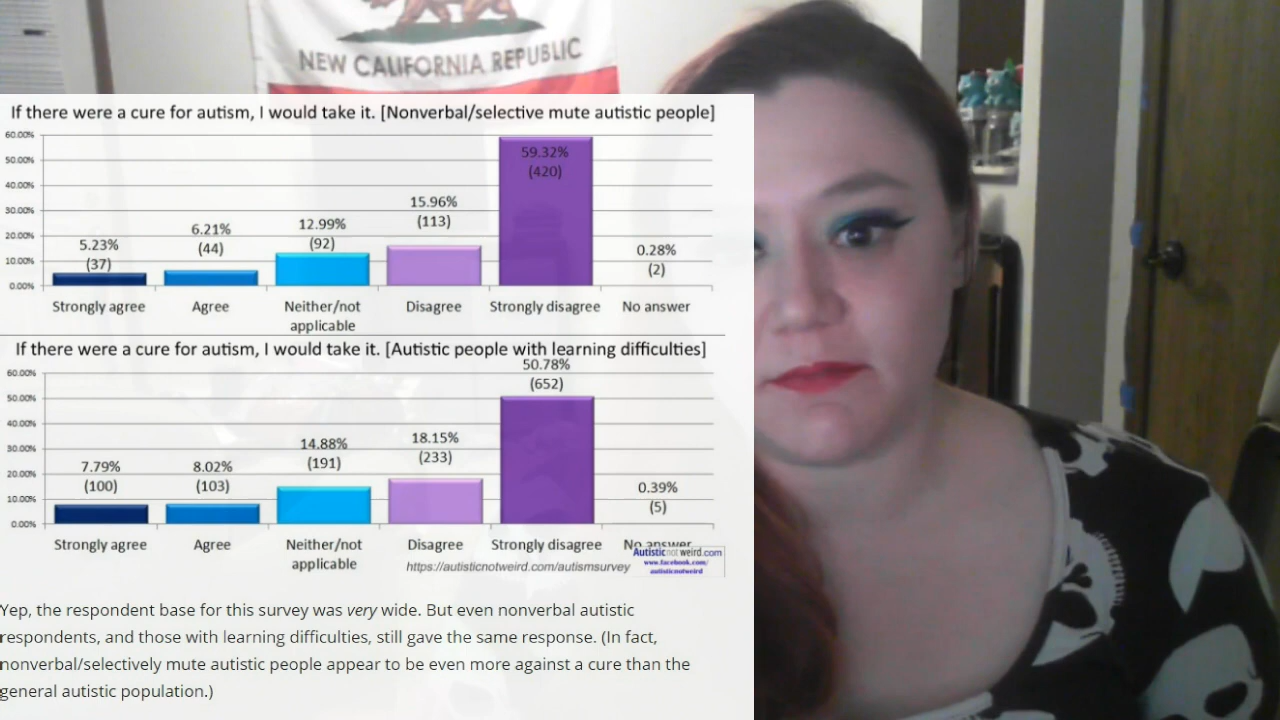 NEW CALIFORNIA REPUBLIC
If there were a cure for autism, I would take it. [Nonverbal/selective mute autistic people]
60.00%
50.00%
40.00%
30.00%
20.00%
10.00%
0.00%
5.23%
(37)
6.21%
(44)
12.99%
(92)
15.96%
(113)
59.32%
(420)
0.28%
(2)
Strongly agree
Agree
Neither/not
applicable
Disagree
Strongly disagree
No answer
If there were a cure for autism, I would take it. [Autistic people with learning difficulties]
60.00%
50.00%
40.00%
30.00%
20.00%
10.00%
0.00%
7.79%
(100)
8.02%
(103)
14.88%
(191)
18.15%
(233)
50.78%
(652)
0.39%
(5)
Strongly agree
Agree
Neither/not
applicable
Disagree
Strongly disagree
No answer
https://autisticnotweird.com/autismsurvey
Autisticnotweird.com
www.facebook.com/
autisticnotweird
Yep, the respondent base for this survey was very wide. But even nonverbal autistic
respondents, and those with learning difficulties, still gave the same response. (In fact,
nonverbal/selectively mute autistic people appear to be even more against a cure than the
general autistic population.)